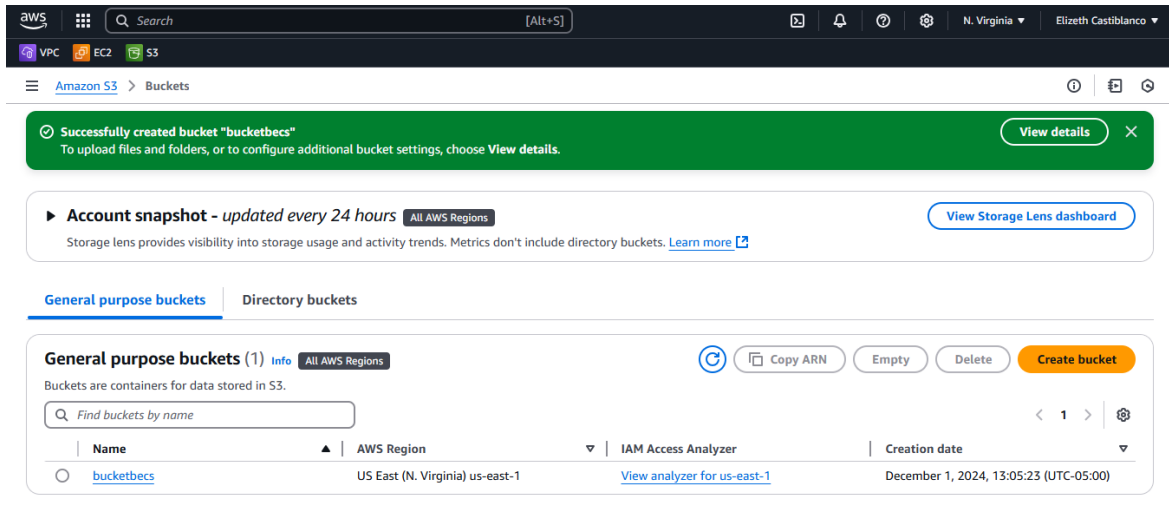 aws
Search [Alt+S]
N. Virginia
Elizeth Castiblanco
VPC EC2 S3
Amazon S3 > Buckets
Successfully created bucket "bucketbecs"
To upload files and folders, or to configure additional bucket settings, choose View details.
View details
Account snapshot - updated every 24 hours All AWS Regions
View Storage Lens dashboard
Storage lens provides visibility into storage usage and activity trends. Metrics don't include directory buckets. Learn more
General purpose buckets Directory buckets
General purpose buckets (1) Info All AWS Regions
Copy ARN Empty Delete Create bucket
Buckets are containers for data stored in S3.
Find buckets by name
< 1 >
Name AWS Region IAM Access Analyzer Creation date
bucketbecs US East (N. Virginia) us-east-1 View analyzer for us-east-1 December 1, 2024, 13:05:23 (UTC-05:00)